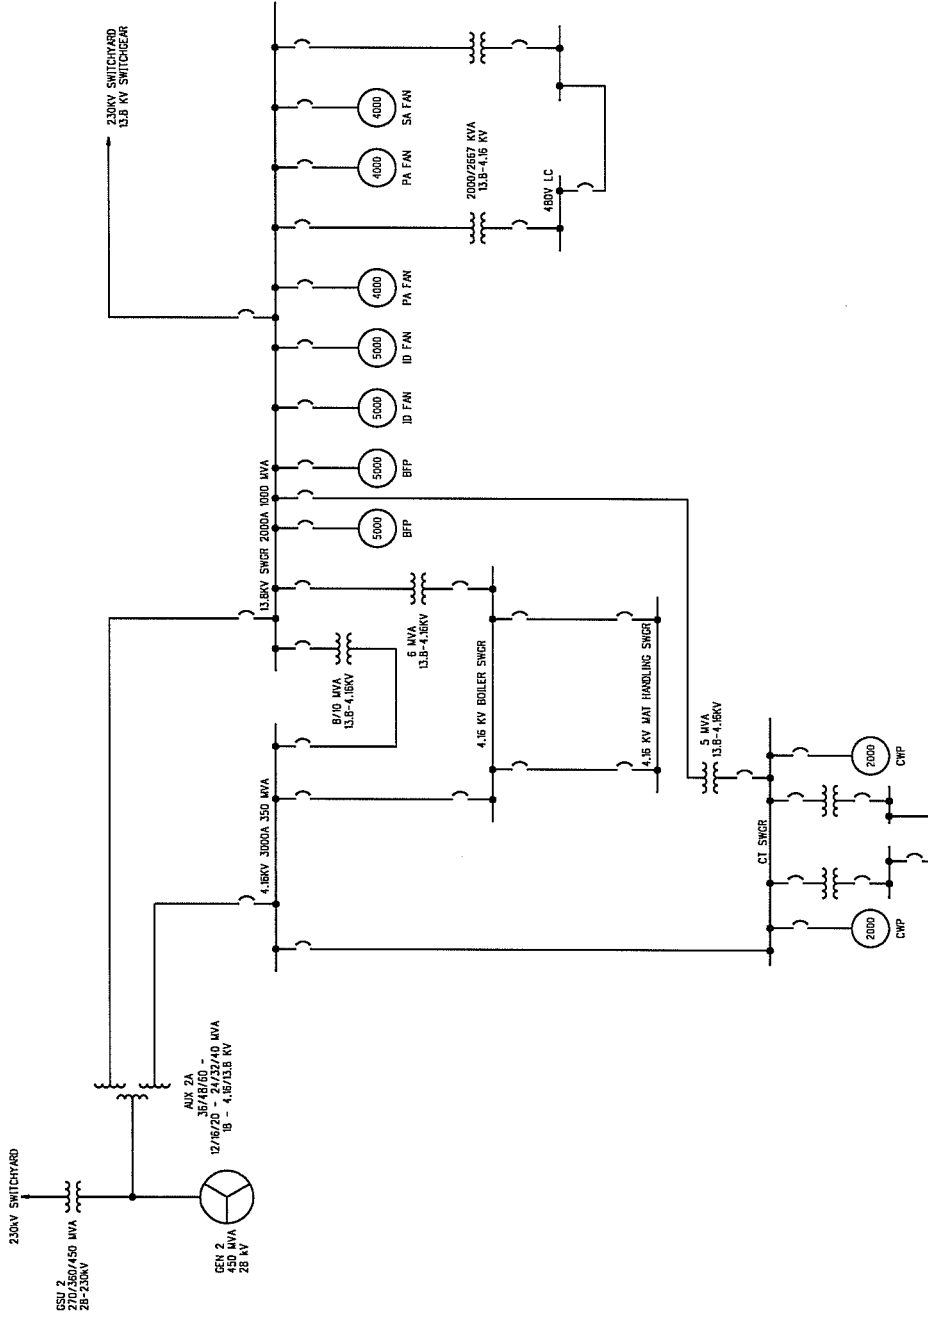 230kV SWITCHYARD
GSU 2
270/360/450 MVA
28-230kV
GEN 2
450 MVA
28 kV
AUX 2A
36/48/60 -
12/16/20 - 24/32/40 MVA
18 - 4.16/13.8 KV
4.16KV 3000A 350 MVA
8/10 MVA
13.8-4.16KV
13.8KV SWGR 2000A 1000 MVA
6 MVA
13.8-4.16KV
4.16 KV BOILER SWGR
4.16 KV MAT HANDLING SWGR
5 MVA
13.8-4.16KV
CT SWGR
2000
CWP
2000
CWP
5000
BFP
5000
BFP
5000
ID FAN
5000
ID FAN
4000
PA FAN
4000
PA FAN
4000
SA FAN
2000/2667 KVA
13.8-4.16 KV
480V LC
230KV SWITCHYARD
13.8 KV SWITCHGEAR